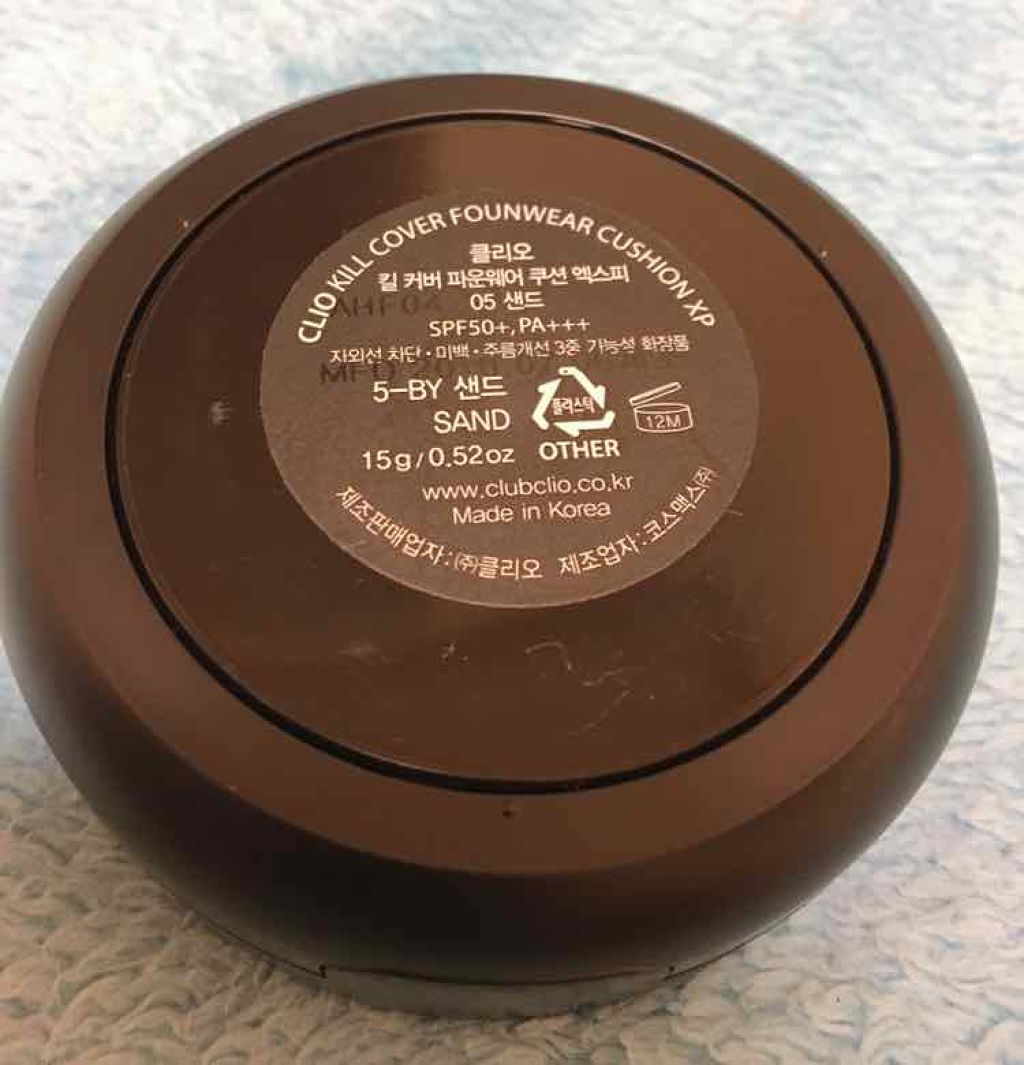 CLIO KILL COVER FOUNWEAR CUSHION XP
클리오
킬 커버 파운웨어 쿠션 엑스피
05 샌드
SPF50+, PA+++
자외선 차단 • 미백 • 주름개선 3중 기능성 화장품
5-BY 샌드
SAND
플라스틱
OTHER
12M
15g/0.52oz
www.clubclio.co.kr
Made in Korea
제조판매업자 : ㈜클리오 제조업자 : 코스맥스㈜